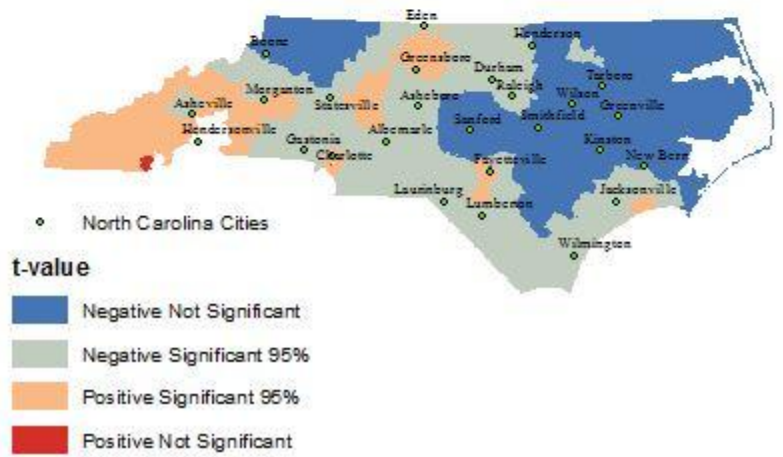 Eden
Boone
Henderson
Greensboro
Durham
Raleigh
Tarboro
Wilson
Greenville
Morganton
Statesville
Asheboro
Asheville
Hendersonville
Gastonia
Charlotte
Albemarle
Sanford
Smithfield
Kinston
New Bern
Fayetteville
Laurinburg
Lumberton
Jacksonville
Wilmington
North Carolina Cities
t-value
Negative Not Significant
Negative Significant 95%
Positive Significant 95%
Positive Not Significant